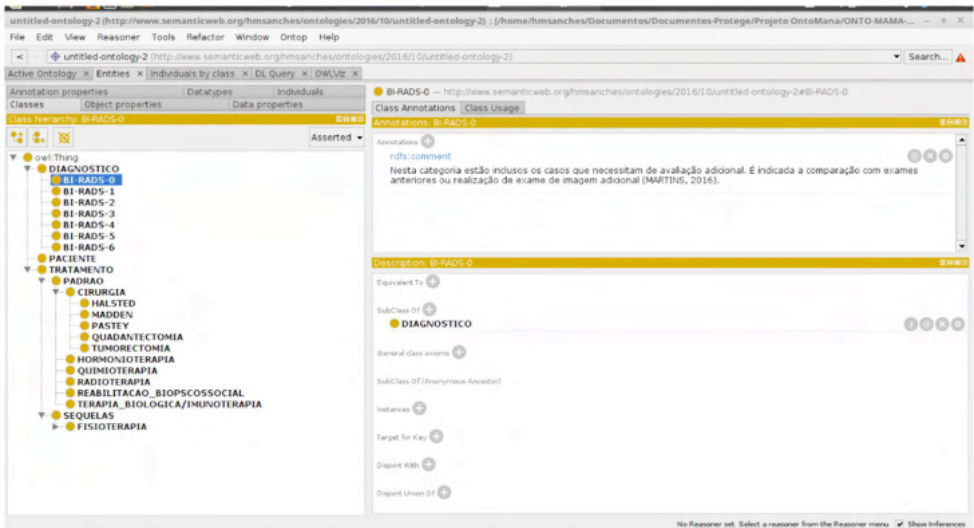 untitled-ontology-2 (http://www.semanticweb.org/hmsanches/ontologies/2016/10/untitled-ontology-2) : [/home/hmsanches/Documentos/Documentos-Protege/Projeto OntoMana/ONTO-MAMA-...
File Edit View Reasoner Tools Refactor Window Ontop Help
< > untitled-ontology-2 (http://www.semanticweb.org/hmsanches/ontologies/2016/10/untitled-ontology-2) Search...
Active Ontology × Entities × Individuals by class × DL Query × OWLViz ×
Annotation properties Datatypes Individuals
Classes Object properties Data properties
Class hierarchy: BI-RADS-0
Asserted
owl:Thing
DIAGNOSTICO
BI-RADS-0
BI-RADS-1
BI-RADS-2
BI-RADS-3
BI-RADS-4
BI-RADS-5
BI-RADS-6
PACIENTE
TRATAMENTO
PADRAO
CIRURGIA
HALSTED
MADDEN
PASTEY
QUADANTECTOMIA
TUMORECTOMIA
HORMONIOTERAPIA
QUIMIOTERAPIA
RADIOTERAPIA
REABILITACAO_BIOPSCOSSOCIAL
TERAPIA_BIOLOGICA/IMUNOTERAPIA
SEQUELAS
FISIOTERAPIA
BI-RADS-0 — http://www.semanticweb.org/hmsanches/ontologies/2016/10/untitled-ontology-2#BI-RADS-0
Class Annotations Class Usage
Annotations: BI-RADS-0
Annotations
rdfs:comment
Nesta categoria estão inclusos os casos que necessitam de avaliação adicional. É indicada a comparação com exames
anteriores ou realização de exame de imagem adicional (MARTINS, 2016).
Description: BI-RADS-0
Equivalent To
SubClass Of
DIAGNOSTICO
General class axioms
SubClass Of (Anonymous Ancestor)
Instances
Target for Key
Disjoint With
Disjoint Union Of
No Reasoner set. Select a reasoner from the Reasoner menu Show Inferences